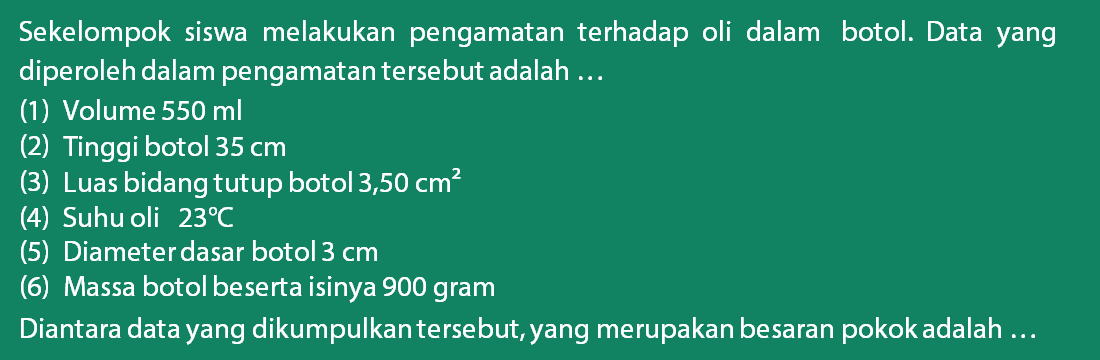 Sekelompok siswa melakukan pengamatan terhadap oli dalam botol. Data yang
diperoleh dalam pengamatan tersebut adalah ...
(1) Volume 550 ml
(2) Tinggi botol 35 cm
(3) Luas bidang tutup botol 3,50 cm²
(4) Suhu oli 23°C
(5) Diameter dasar botol 3 cm
(6) Massa botol beserta isinya 900 gram
Diantara data yang dikumpulkan tersebut, yang merupakan besaran pokok adalah ...